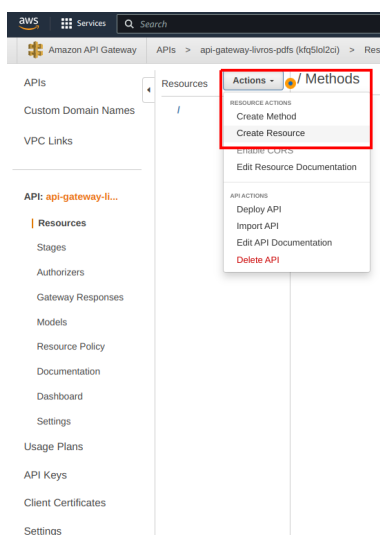 aws
Services
Search
Amazon API Gateway
APIs > api-gateway-livros-pdfs (kfq5lol2ci) > Res
APIs
Custom Domain Names
VPC Links
API: api-gateway-li...
Resources
Stages
Authorizers
Gateway Responses
Models
Resource Policy
Documentation
Dashboard
Settings
Usage Plans
API Keys
Client Certificates
Settings
Resources
/
Actions
/ Methods
RESOURCE ACTIONS
Create Method
Create Resource
Enable CORS
Edit Resource Documentation
API ACTIONS
Deploy API
Import API
Edit API Documentation
Delete API